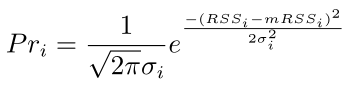 $Pr_i = \frac{1}{\sqrt{2\pi}\sigma_i} e^{\frac{-(RSS_i - mRSS_i)^2}{2\sigma_i^2}}$